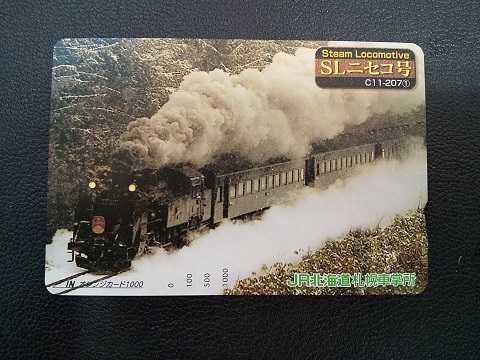 Steam Locomotive
SLニセコ号
C11-207①
IN オレンジカード1000
0
100
500
1000
JR北海道 札幌車掌所